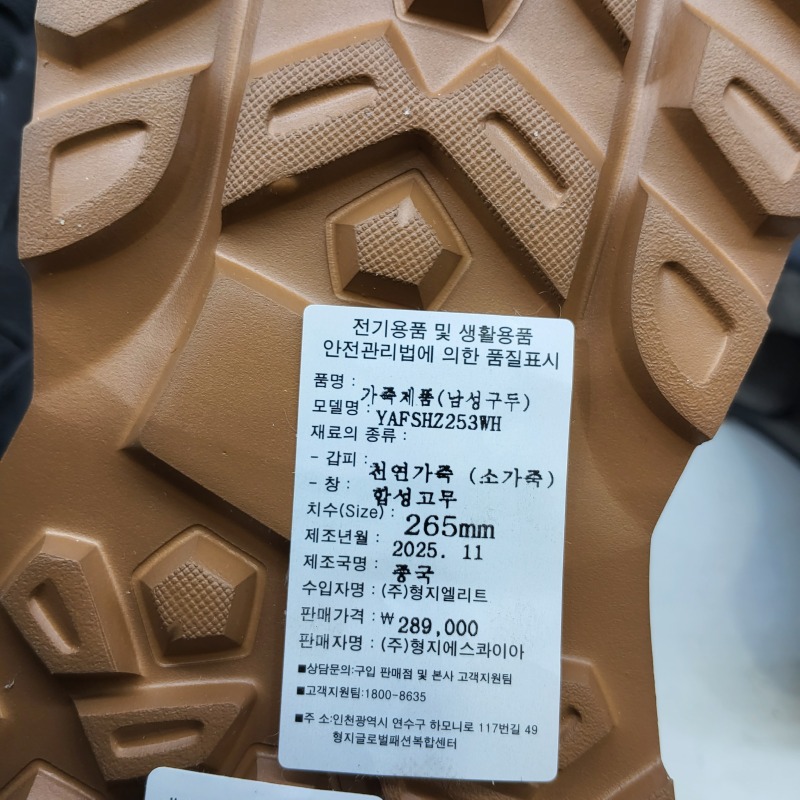 전기용품 및 생활용품
안전관리법에 의한 품질표시
품명 : 가죽제품(남성구두)
모델명 : YAFSHZ253WH
재료의 종류 :
- 갑피 : 천연가죽 (소가죽)
- 창 : 합성고무
치수(Size) : 265mm
제조년월 : 2025. 11
제조국명 : 중국
수입자명 : (주)형지엘리트
판매가격 : ₩289,000
판매자명 : (주)형지에스콰이아
■상담문의:구입 판매점 및 본사 고객지원팀
■고객지원팀:1800-8635
■주 소:인천광역시 연수구 하모니로 177번길 49
형지글로벌패션복합센터